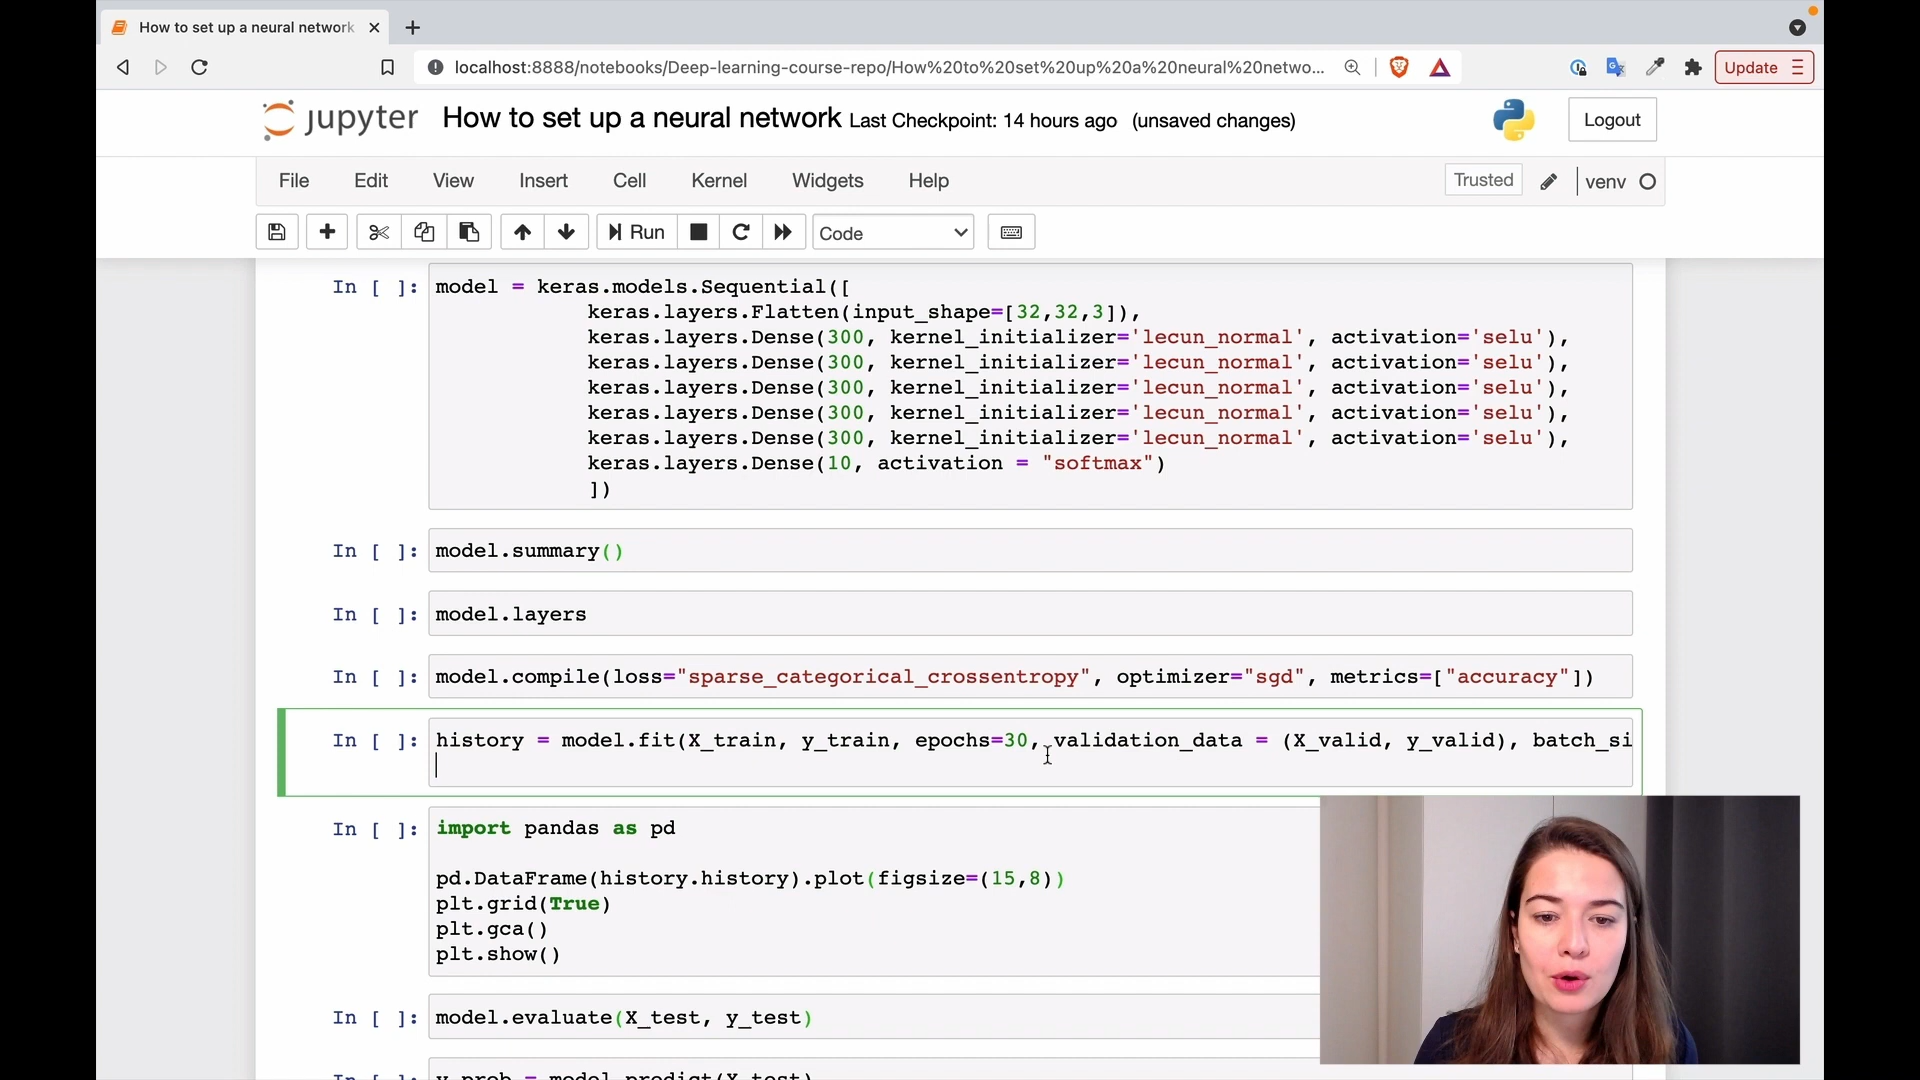 How to set up a neural network
localhost:8888/notebooks/Deep-learning-course-repo/How%20to%20set%20up%20a%20neural%20netwo...
Update
jupyter How to set up a neural network Last Checkpoint: 14 hours ago (unsaved changes)
Logout
File Edit View Insert Cell Kernel Widgets Help
Trusted venv
Run Code
In [ ]: model = keras.models.Sequential([
keras.layers.Flatten(input_shape=[32,32,3]),
keras.layers.Dense(300, kernel_initializer='lecun_normal', activation='selu'),
keras.layers.Dense(300, kernel_initializer='lecun_normal', activation='selu'),
keras.layers.Dense(300, kernel_initializer='lecun_normal', activation='selu'),
keras.layers.Dense(300, kernel_initializer='lecun_normal', activation='selu'),
keras.layers.Dense(300, kernel_initializer='lecun_normal', activation='selu'),
keras.layers.Dense(10, activation = "softmax")
])
In [ ]: model.summary()
In [ ]: model.layers
In [ ]: model.compile(loss="sparse_categorical_crossentropy", optimizer="sgd", metrics=["accuracy"])
In [ ]: history = model.fit(X_train, y_train, epochs=30, validation_data = (X_valid, y_valid), batch_si
In [ ]: import pandas as pd
pd.DataFrame(history.history).plot(figsize=(15,8))
plt.grid(True)
plt.gca()
plt.show()
In [ ]: model.evaluate(X_test, y_test)
In [ ]: y_prob = model.predict(X_test)